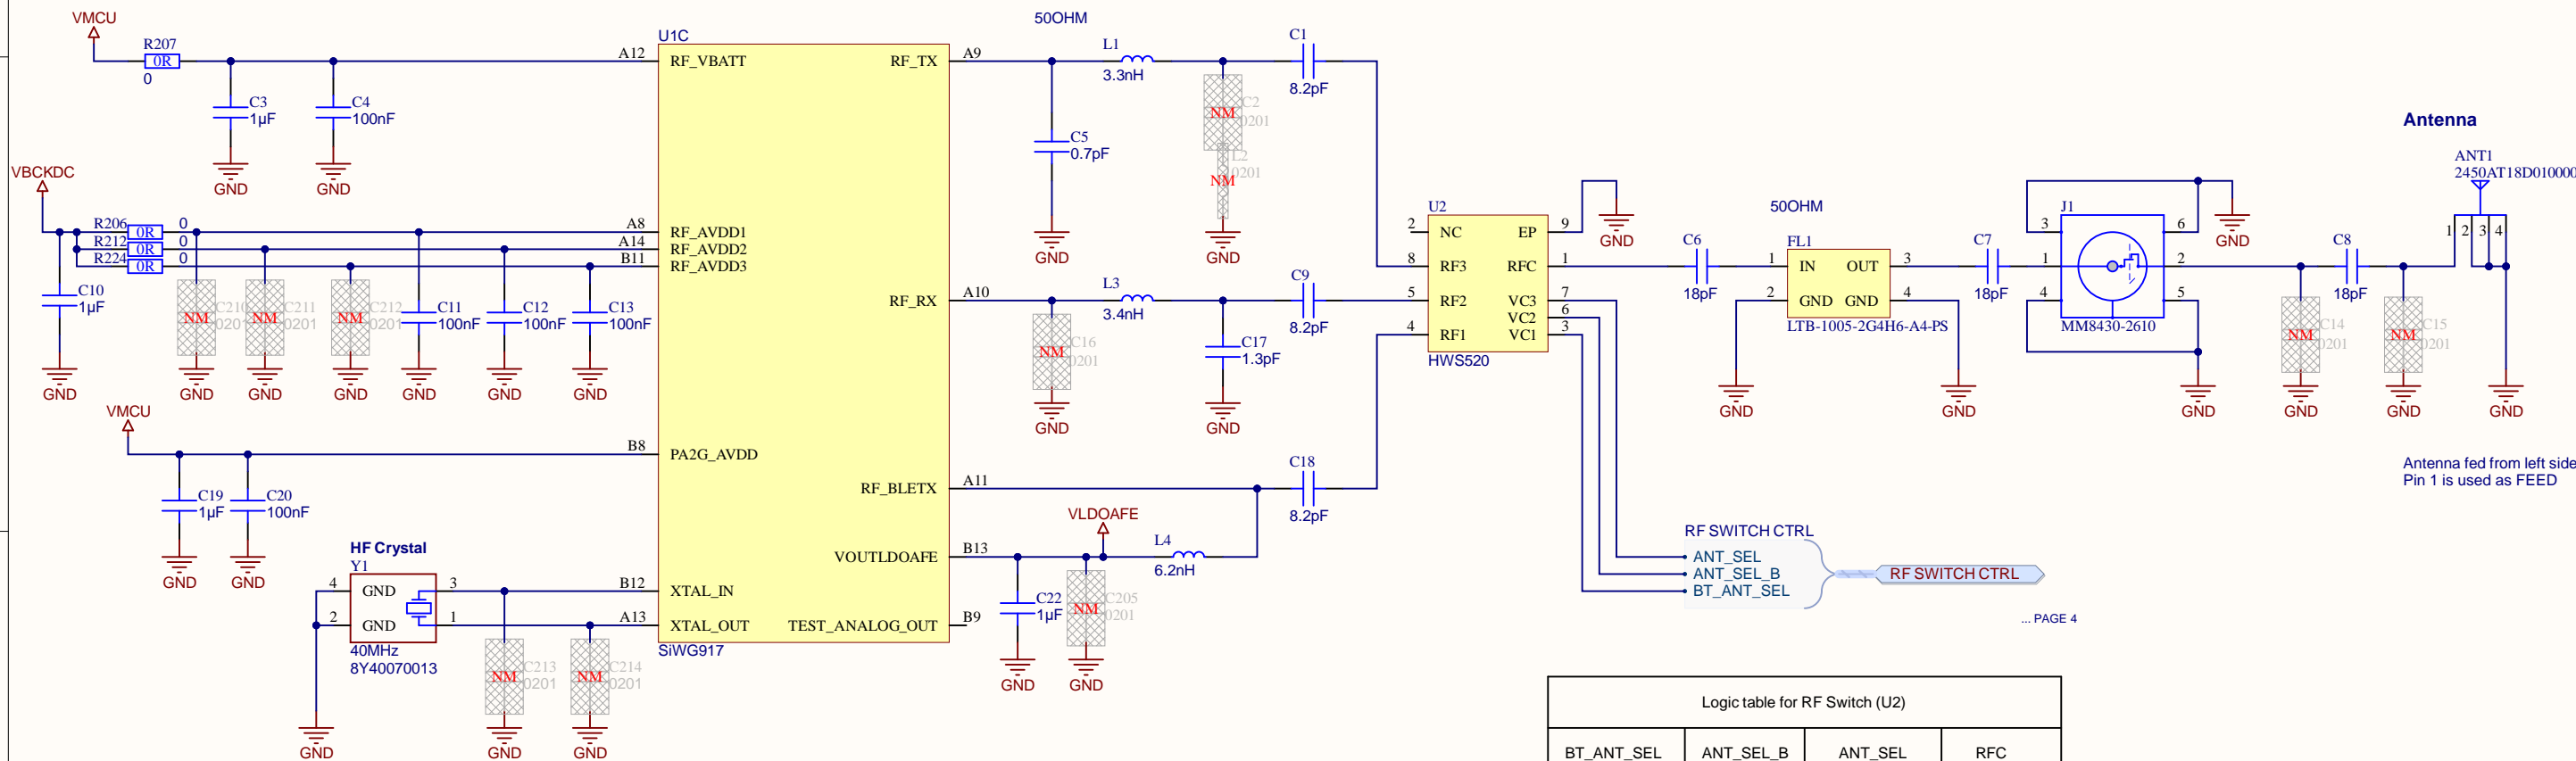 VMCU
R207
0R
0
C3
1µF
C4
100nF
GND
GND
VBCKDC
R206
0R
0
R212
0R
0
R224
0R
0
C10
1µF
NM
C210
0201
NM
C211
0201
NM
C212
0201
C11
100nF
C12
100nF
C13
100nF
GND
GND
GND
GND
GND
GND
GND
VMCU
C19
1µF
C20
100nF
GND
GND
HF Crystal
Y1
4
GND
3
2
GND
1
40MHz
8Y40070013
GND
NM
C213
0201
NM
C214
0201
GND
GND
U1C
A12
RF_VBATT
A8
RF_AVDD1
A14
RF_AVDD2
B11
RF_AVDD3
B8
PA2G_AVDD
B12
XTAL_IN
A13
XTAL_OUT
RF_TX
A9
RF_RX
A10
RF_BLETX
A11
VOUTLDOAFE
B13
TEST_ANALOG_OUT
B9
SiWG917
50OHM
L1
3.3nH
C1
8.2pF
C5
0.7pF
NM
C2
0201
NM
L2
0201
GND
GND
L3
3.4nH
C9
8.2pF
NM
C16
0201
C17
1.3pF
GND
GND
C18
8.2pF
VLDOAFE
L4
6.2nH
C22
1µF
NM
C205
0201
GND
GND
U2
2
NC
EP
9
8
RF3
RFC
1
5
RF2
VC3
7
VC2
6
4
RF1
VC1
3
HWS520
GND
50OHM
C6
18pF
FL1
1
IN
OUT
3
2
GND
GND
4
LTB-1005-2G4H6-A4-PS
GND
GND
C7
18pF
J1
3
6
1
2
4
5
MM8430-2610
GND
GND
NM
C14
0201
C8
18pF
NM
C15
0201
GND
GND
GND
Antenna
ANT1
2450AT18D010000
1
2
3
4
Antenna fed from left side
Pin 1 is used as FEED
RF SWITCH CTRL
ANT_SEL
ANT_SEL_B
BT_ANT_SEL
RF SWITCH CTRL
... PAGE 4
Logic table for RF Switch (U2)
BT_ANT_SEL
ANT_SEL_B
ANT_SEL
RFC